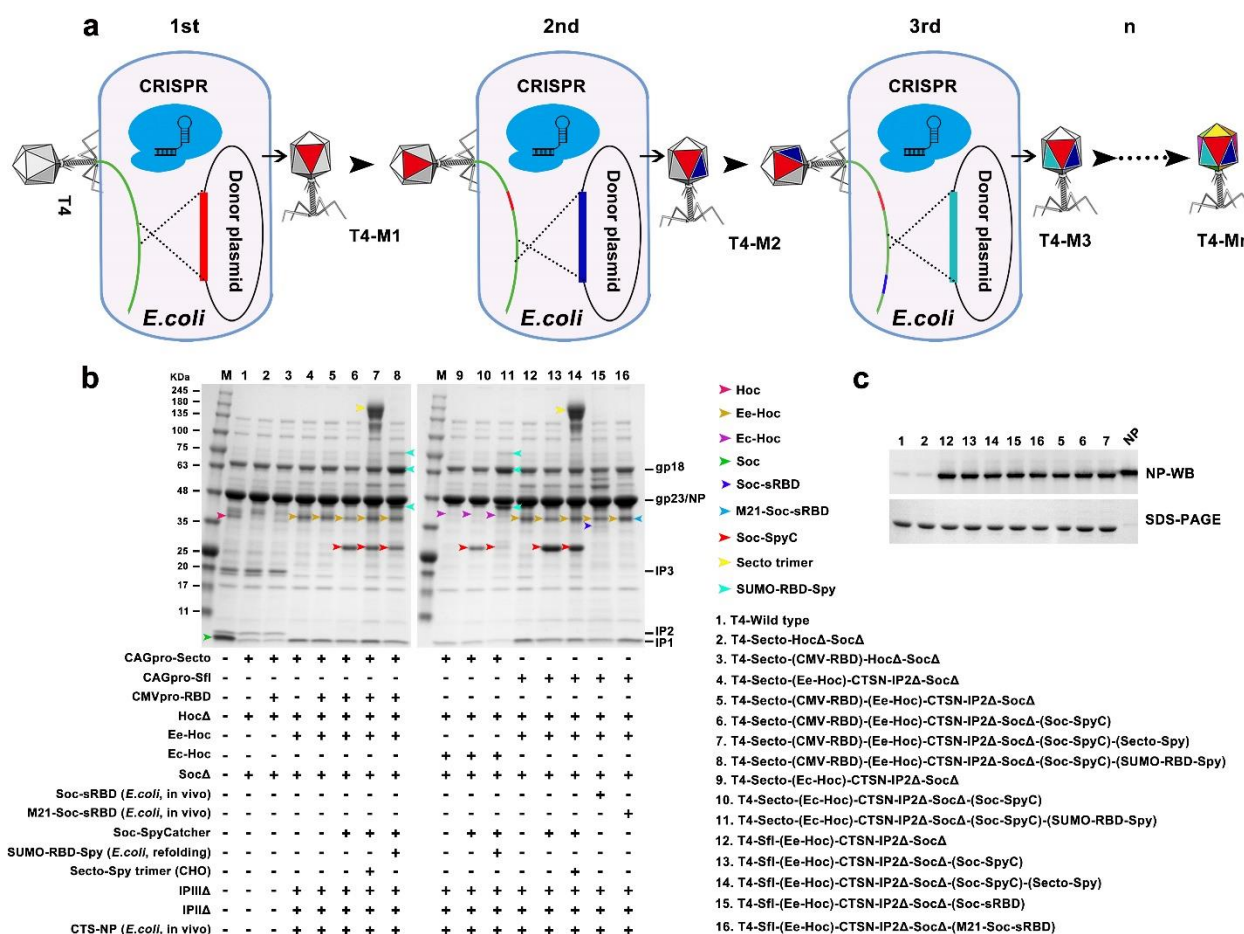 a
1st
2nd
3rd
n
CRISPR
CRISPR
CRISPR
T4
Donor plasmid
E.coli
T4-M1
Donor plasmid
E.coli
T4-M2
Donor plasmid
E.coli
T4-M3
T4-Mn
b
KDa M 1 2 3 4 5 6 7 8
M 9 10 11 12 13 14 15 16
245
180
135
100
75
63
48
35
25
20
17
11
gp18
gp23/NP
IP3
IP2
IP1
Hoc
Ee-Hoc
Ec-Hoc
Soc
Soc-sRBD
M21-Soc-sRBD
Soc-SpyC
Secto trimer
SUMO-RBD-Spy
c
1 2 12 13 14 15 16 5 6 7 NP
NP-WB
SDS-PAGE
CAGpro-Secto - + + + + + + + + + + - - - - -
CAGpro-Sfl - - - - - - - - - - - + + + + +
CMVpro-RBD - - + - + + + + - - - - - - - -
HocΔ - + + + + + + + + + + + + + + +
Ee-Hoc - - - + + + + + - - - + + + + +
Ec-Hoc - - - - - - - - + + + - - - - -
SocΔ - + + + + + + + + + + + + + + +
Soc-sRBD (E.coli, in vivo) - - - - - - - - - - - - - - + -
M21-Soc-sRBD (E.coli, in vivo) - - - - - - - - - - - - - - - +
Soc-SpyCatcher - - - - - + + + - + + - + + - -
SUMO-RBD-Spy (E.coli, refolding) - - - - - - - + - - + - - - - -
Secto-Spy trimer (CHO) - - - - - - + - - - - - - + - -
IPIIIΔ - - - + + + + + + + + + + + + +
IPIIΔ - - - + + + + + + + + + + + + +
CTS-NP (E.coli, in vivo) - - - + + + + + + + + + + + + +
1. T4-Wild type
2. T4-Secto-HocΔ-SocΔ
3. T4-Secto-(CMV-RBD)-HocΔ-SocΔ
4. T4-Secto-(Ee-Hoc)-CTSN-IP2Δ-SocΔ
5. T4-Secto-(CMV-RBD)-(Ee-Hoc)-CTSN-IP2Δ-SocΔ
6. T4-Secto-(CMV-RBD)-(Ee-Hoc)-CTSN-IP2Δ-SocΔ-(Soc-SpyC)
7. T4-Secto-(CMV-RBD)-(Ee-Hoc)-CTSN-IP2Δ-SocΔ-(Soc-SpyC)-(Secto-Spy)
8. T4-Secto-(CMV-RBD)-(Ee-Hoc)-CTSN-IP2Δ-SocΔ-(Soc-SpyC)-(SUMO-RBD-Spy)
9. T4-Secto-(Ec-Hoc)-CTSN-IP2Δ-SocΔ
10. T4-Secto-(Ec-Hoc)-CTSN-IP2Δ-SocΔ-(Soc-SpyC)
11. T4-Secto-(Ec-Hoc)-CTSN-IP2Δ-SocΔ-(Soc-SpyC)-(SUMO-RBD-Spy)
12. T4-Sfl-(Ee-Hoc)-CTSN-IP2Δ-SocΔ
13. T4-Sfl-(Ee-Hoc)-CTSN-IP2Δ-SocΔ-(Soc-SpyC)
14. T4-Sfl-(Ee-Hoc)-CTSN-IP2Δ-SocΔ-(Soc-SpyC)-(Secto-Spy)
15. T4-Sfl-(Ee-Hoc)-CTSN-IP2Δ-SocΔ-(Soc-sRBD)
16. T4-Sfl-(Ee-Hoc)-CTSN-IP2Δ-SocΔ-(M21-Soc-sRBD)